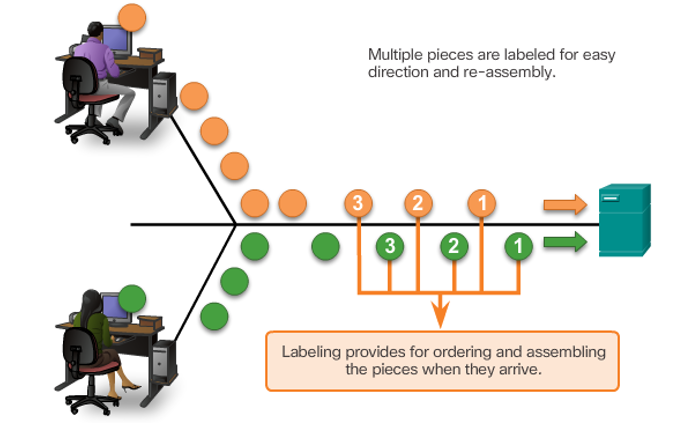 Multiple pieces are labeled for easy
direction and re-assembly.
3 2 1
3 2 1
Labeling provides for ordering and assembling
the pieces when they arrive.